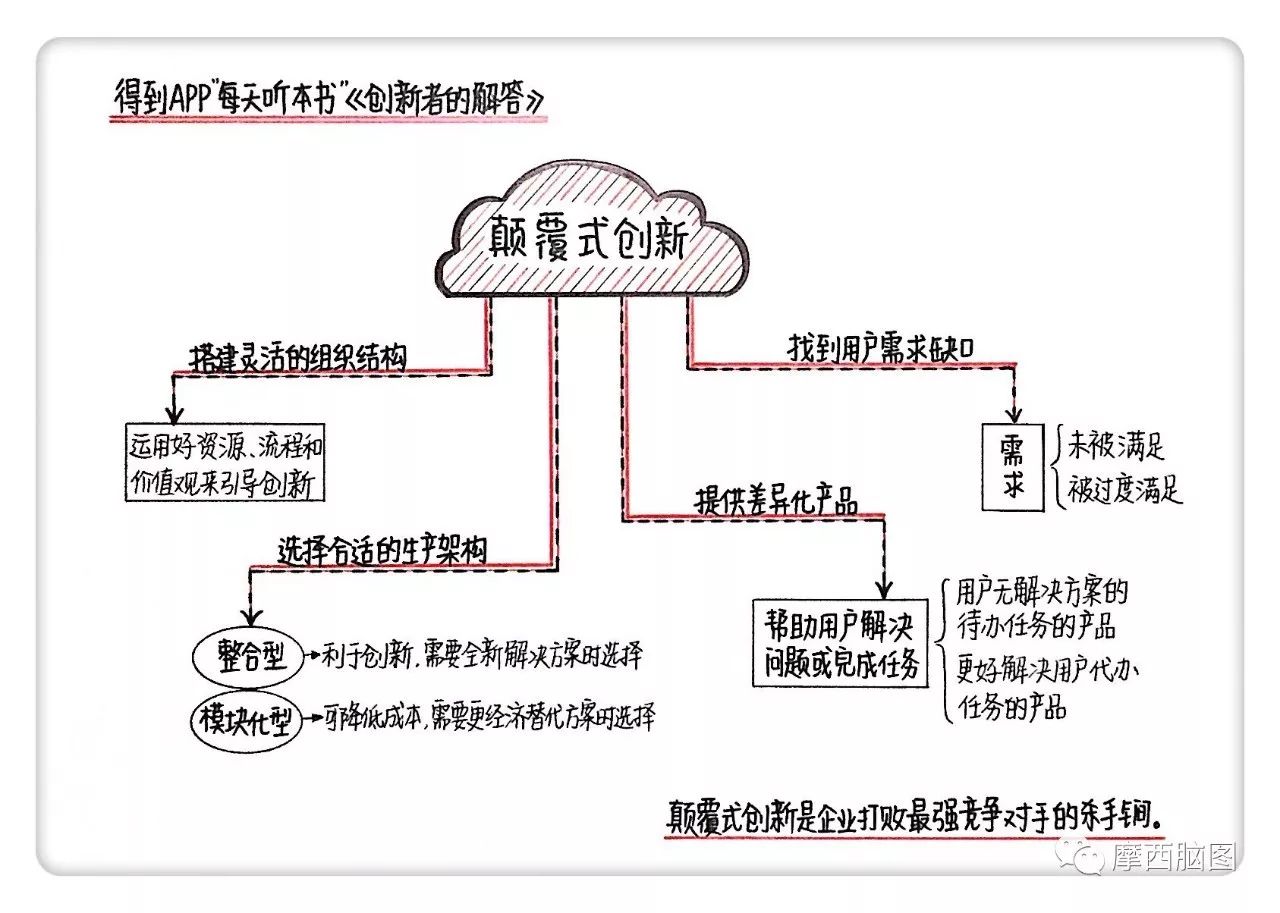 得到APP"每天听本书"《创新者的解答》
颠覆式创新
搭建灵活的组织结构
运用好资源、流程和
价值观来引导创新
选择合适的生产架构
整合型
利于创新,需要全新解决方案时选择
模块化型
可降低成本,需要更经济替代方案时选择
提供差异化产品
帮助用户解决
问题或完成任务
用户无解决方案的
待办任务的产品
更好解决用户代办
任务的产品
找到用户需求缺口
需
求
未被满足
被过度满足
颠覆式创新是企业打败最强竞争对手的杀手锏。
摩西脑图